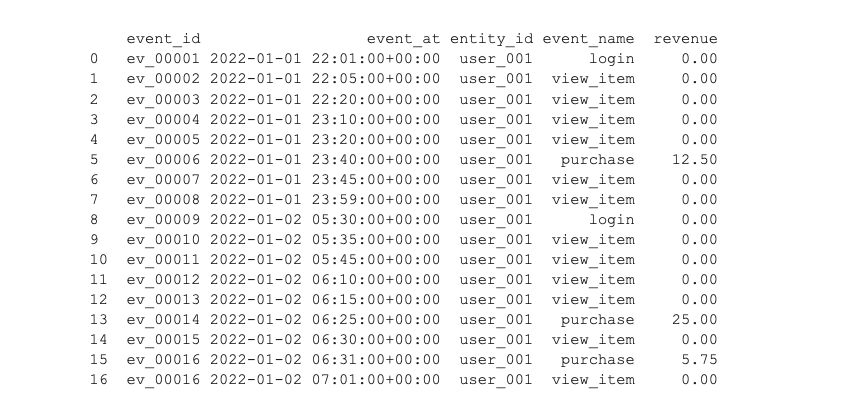 event_id event_at entity_id event_name revenue
0 ev_00001 2022-01-01 22:01:00+00:00 user_001 login 0.00
1 ev_00002 2022-01-01 22:05:00+00:00 user_001 view_item 0.00
2 ev_00003 2022-01-01 22:20:00+00:00 user_001 view_item 0.00
3 ev_00004 2022-01-01 23:10:00+00:00 user_001 view_item 0.00
4 ev_00005 2022-01-01 23:20:00+00:00 user_001 view_item 0.00
5 ev_00006 2022-01-01 23:40:00+00:00 user_001 purchase 12.50
6 ev_00007 2022-01-01 23:45:00+00:00 user_001 view_item 0.00
7 ev_00008 2022-01-01 23:59:00+00:00 user_001 view_item 0.00
8 ev_00009 2022-01-02 05:30:00+00:00 user_001 login 0.00
9 ev_00010 2022-01-02 05:35:00+00:00 user_001 view_item 0.00
10 ev_00011 2022-01-02 05:45:00+00:00 user_001 view_item 0.00
11 ev_00012 2022-01-02 06:10:00+00:00 user_001 view_item 0.00
12 ev_00013 2022-01-02 06:15:00+00:00 user_001 view_item 0.00
13 ev_00014 2022-01-02 06:25:00+00:00 user_001 purchase 25.00
14 ev_00015 2022-01-02 06:30:00+00:00 user_001 view_item 0.00
15 ev_00016 2022-01-02 06:31:00+00:00 user_001 purchase 5.75
16 ev_00016 2022-01-02 07:01:00+00:00 user_001 view_item 0.00